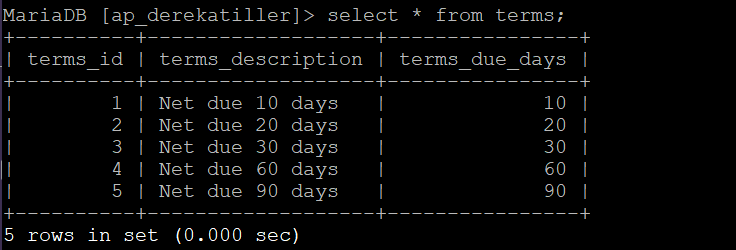 MariaDB [ap_derekatiller]> select * from terms;
+----------+-------------------+----------------+
| terms_id | terms_description | terms_due_days |
+----------+-------------------+----------------+
|        1 | Net due 10 days   |             10 |
|        2 | Net due 20 days   |             20 |
|        3 | Net due 30 days   |             30 |
|        4 | Net due 60 days   |             60 |
|        5 | Net due 90 days   |             90 |
+----------+-------------------+----------------+
5 rows in set (0.000 sec)